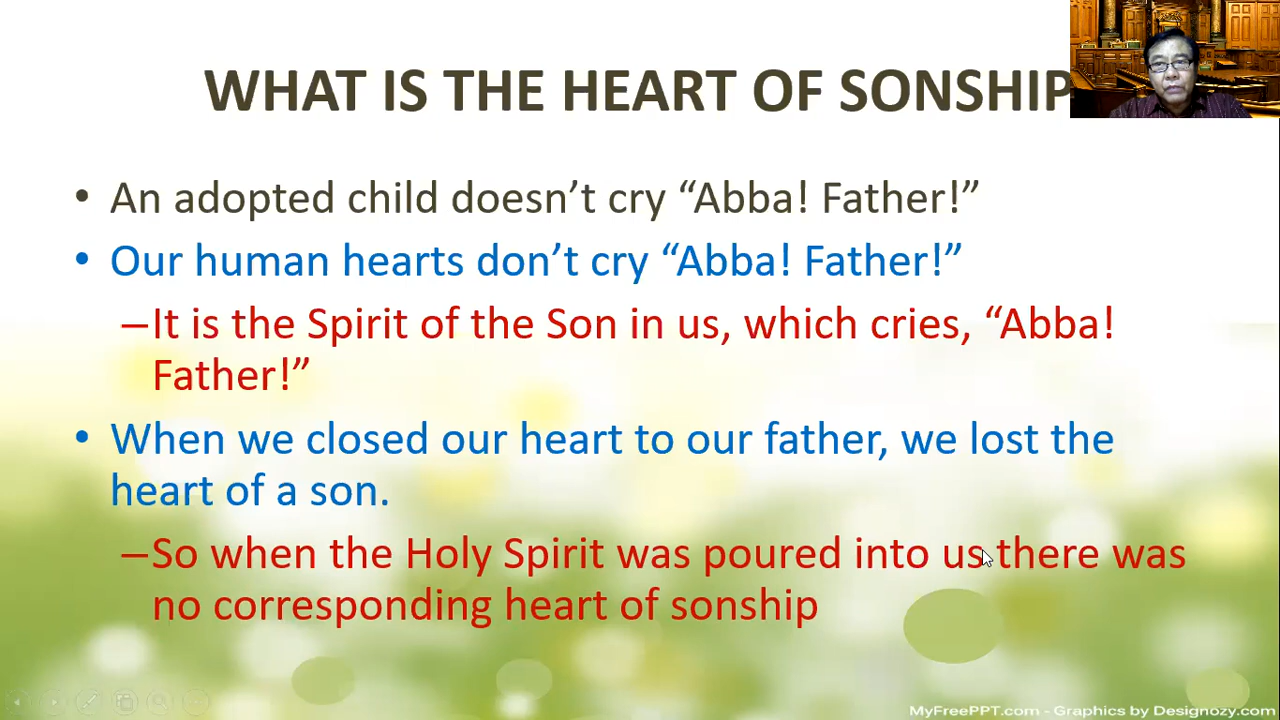 WHAT IS THE HEART OF SONSHIP
• An adopted child doesn’t cry “Abba! Father!”
• Our human hearts don’t cry “Abba! Father!”
–It is the Spirit of the Son in us, which cries, “Abba!
Father!”
• When we closed our heart to our father, we lost the
heart of a son.
–So when the Holy Spirit was poured into us there was
no corresponding heart of sonship
MyFreePPT.com - Graphics by Designozy.com